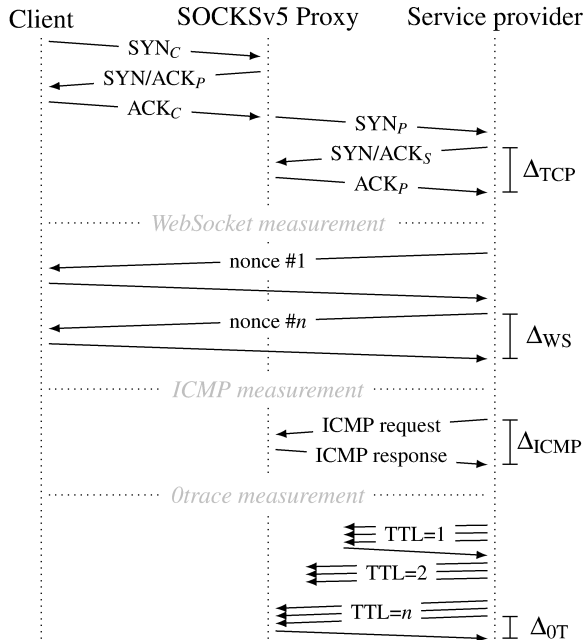 Client SOCKSv5 Proxy Service provider
SYN_C
SYN/ACK_P
ACK_C
SYN_P
SYN/ACK_S
ACK_P
Δ_TCP
WebSocket measurement
nonce #1
nonce #n
Δ_WS
ICMP measurement
ICMP request
ICMP response
Δ_ICMP
0trace measurement
TTL=1
TTL=2
TTL=n
Δ_0T